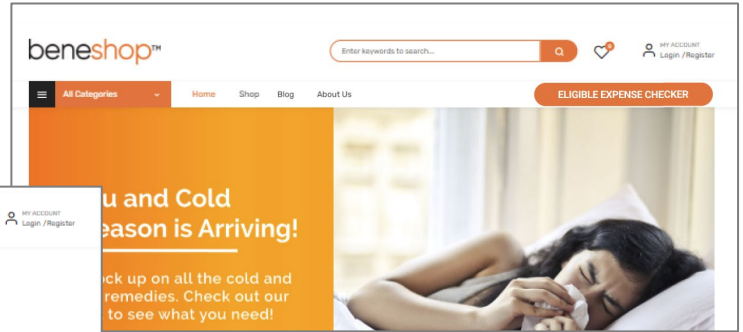 beneshop™
Enter keywords to search...
0
MY ACCOUNT
Login /Register
All Categories
Home Shop Blog About Us
ELIGIBLE EXPENSE CHECKER
MY ACCOUNT
Login /Register
u and Cold
eason is Arriving!
ck up on all the cold and
remedies. Check out our
to see what you need!